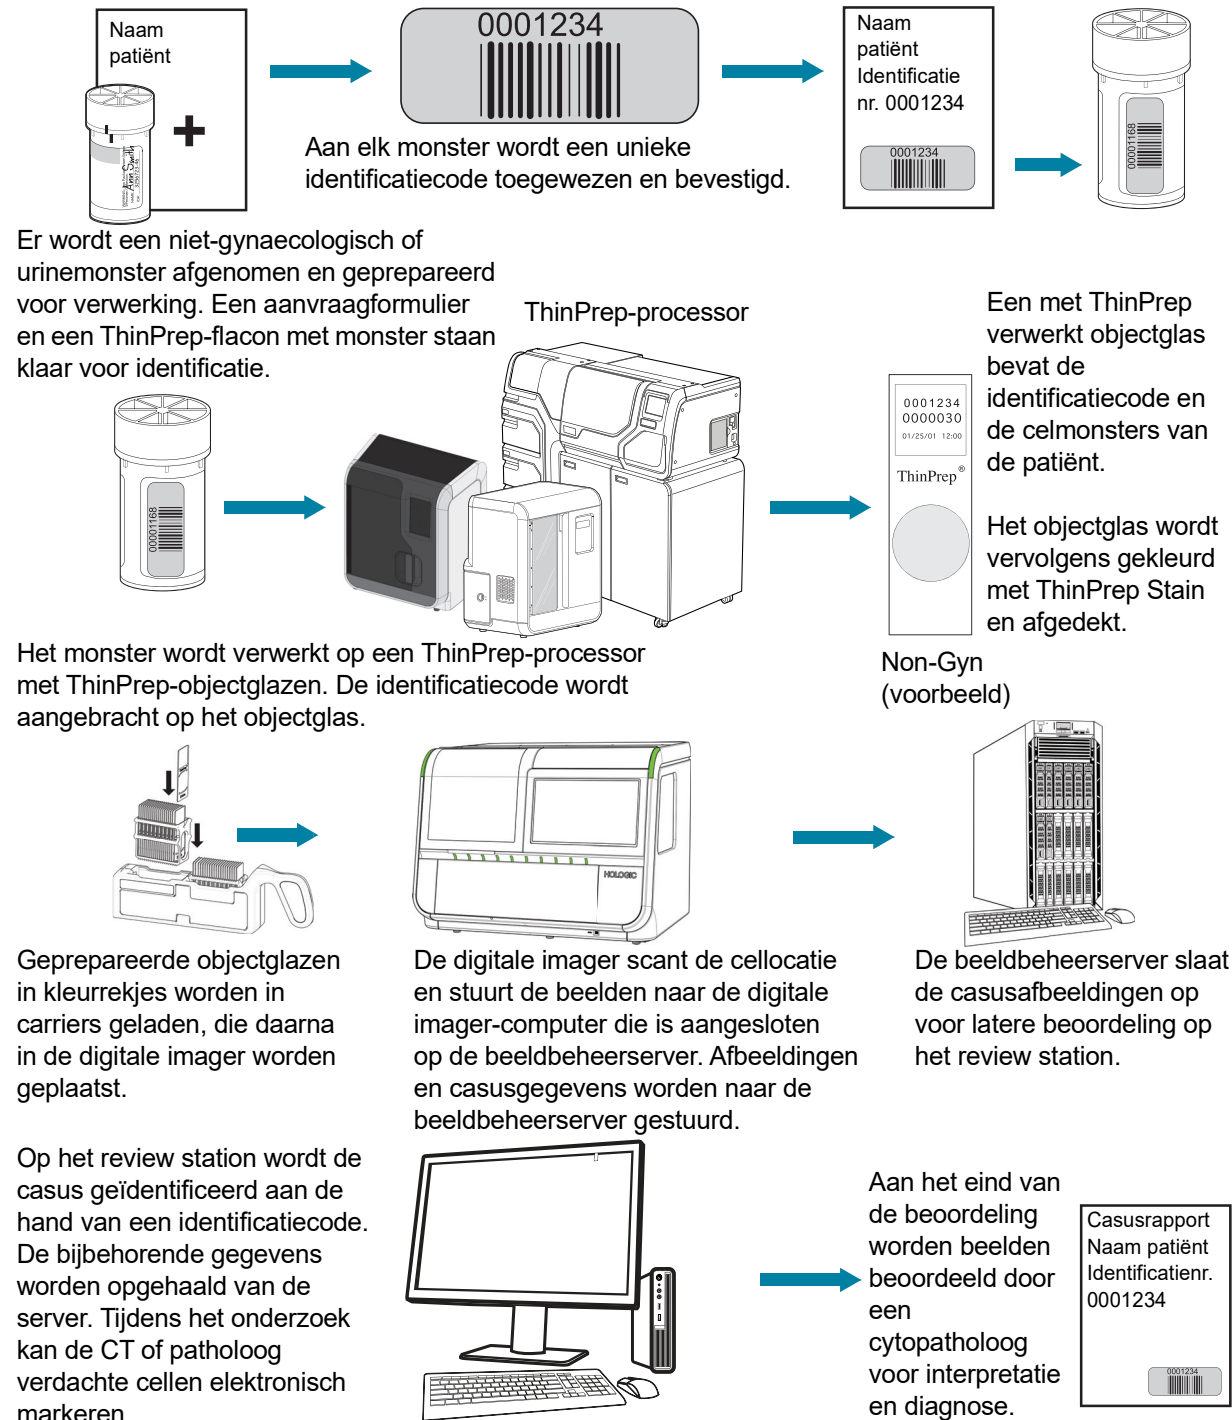 Naam
patiënt
Ann Smith
0001234
Aan elk monster wordt een unieke
identificatiecode toegewezen en bevestigd.
Naam
patiënt
Identificatie
nr. 0001234
0001234
00001168
Er wordt een niet-gynaecologisch of
urinemonster afgenomen en geprepareerd
voor verwerking. Een aanvraagformulier
en een ThinPrep-flacon met monster staan
klaar voor identificatie.
00001168
ThinPrep-processor
0001234
0000030
01/25/01 12:00
ThinPrep®
Een met ThinPrep
verwerkt objectglas
bevat de
identificatiecode en
de celmonsters van
de patiënt.
Het objectglas wordt
vervolgens gekleurd
met ThinPrep Stain
en afgedekt.
Non-Gyn
(voorbeeld)
Het monster wordt verwerkt op een ThinPrep-processor
met ThinPrep-objectglazen. De identificatiecode wordt
aangebracht op het objectglas.
HOLOGIC
Geprepareerde objectglazen
in kleurrekjes worden in
carriers geladen, die daarna
in de digitale imager worden
geplaatst.
De digitale imager scant de cellocatie
en stuurt de beelden naar de digitale
imager-computer die is aangesloten
op de beeldbeheerserver. Afbeeldingen
en casusgegevens worden naar de
beeldbeheerserver gestuurd.
De beeldbeheerserver slaat
de casusafbeeldingen op
voor latere beoordeling op
het review station.
Op het review station wordt de
casus geïdentificeerd aan de
hand van een identificatiecode.
De bijbehorende gegevens
worden opgehaald van de
server. Tijdens het onderzoek
kan de CT of patholoog
verdachte cellen elektronisch
markeren
Aan het eind van
de beoordeling
worden beelden
beoordeeld door
een
cytopatholoog
voor interpretatie
en diagnose.
Casusrapport
Naam patiënt
Identificatienr.
0001234
0001234